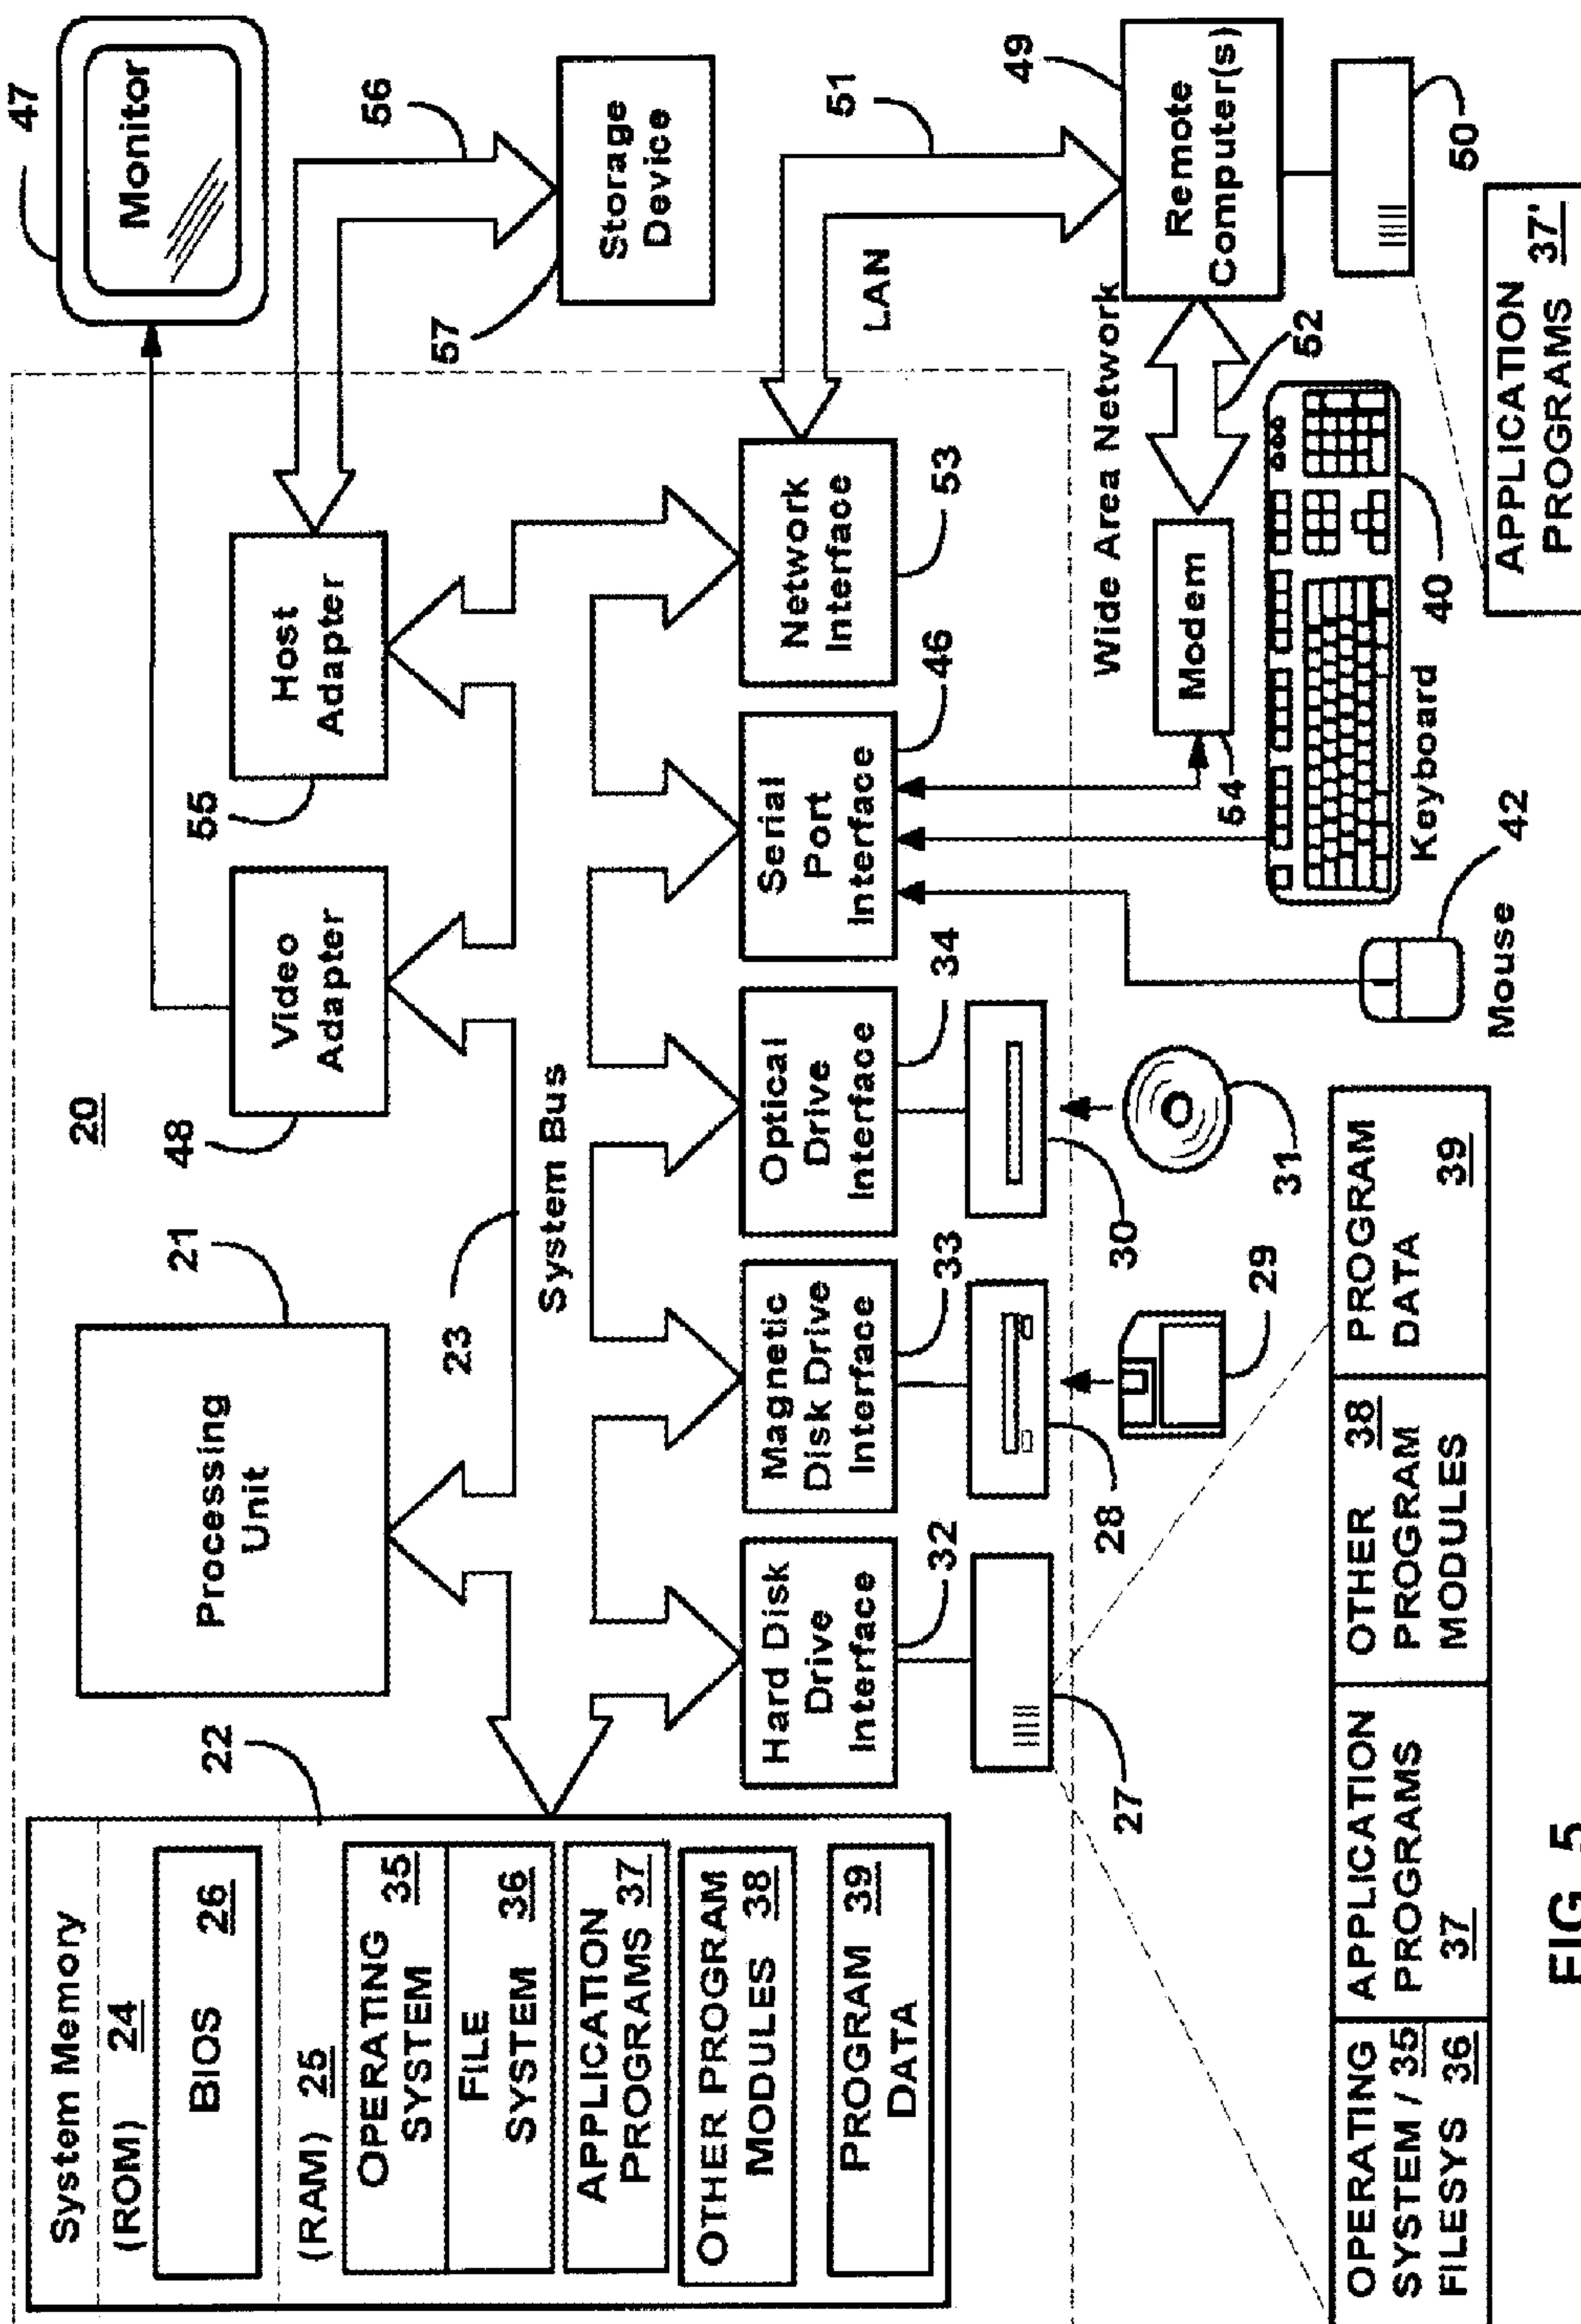 20
System Memory
(ROM) 24
BIOS 26
(RAM) 25
OPERATING
SYSTEM 35
FILE
SYSTEM 36
APPLICATION
PROGRAMS 37
OTHER PROGRAM
MODULES 38
PROGRAM 39
DATA
22
Processing
Unit
21
23
System Bus
48
Video
Adapter
55
Host
Adapter
47
Monitor
56
57
Storage
Device
Hard Disk
Drive
Interface
32
Magnetic
Disk Drive
Interface
33
Optical
Drive
Interface
34
Serial
Port
Interface
46
Network
Interface
53
LAN
51
27
28
29
30
31
Wide Area Network
Modem
54
52
49
Remote
Computer(s)
50
Keyboard
40
Mouse
42
OPERATING
SYSTEM / 35
FILESYS 36
APPLICATION
PROGRAMS
37
OTHER 38
PROGRAM
MODULES
PROGRAM
DATA
39
APPLICATION
PROGRAMS 37'
FIG. 5